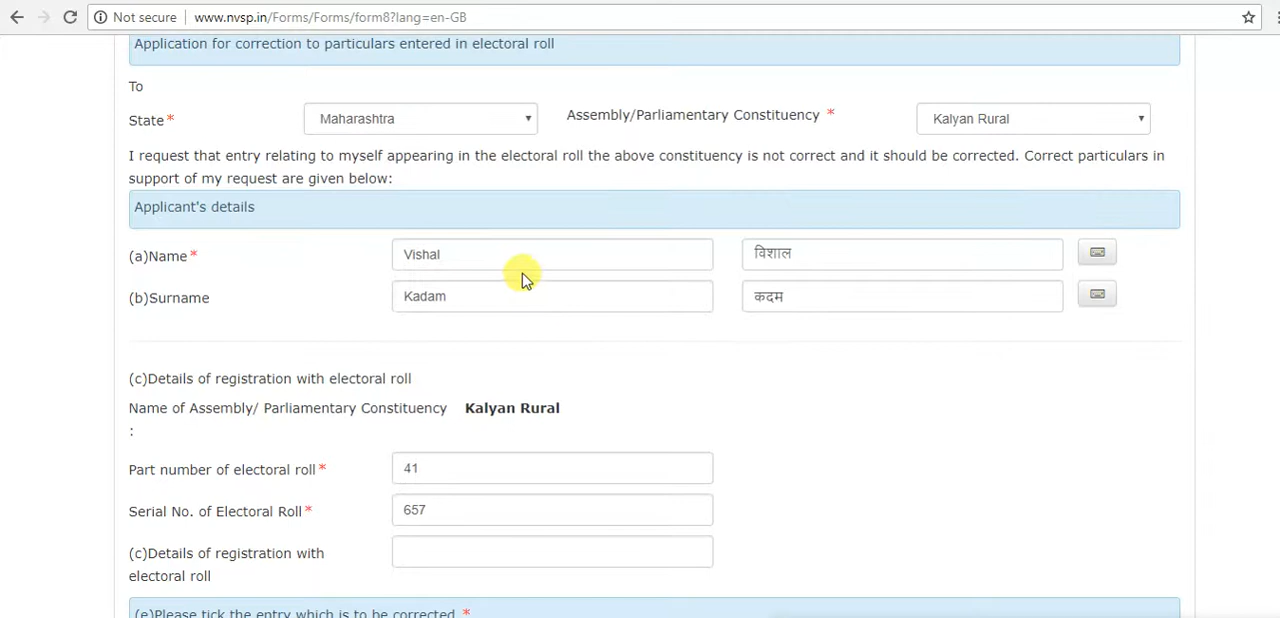 Not secure www.nvsp.in/Forms/Forms/form8?lang=en-GB
Application for correction to particulars entered in electoral roll
To
State* Maharashtra Assembly/Parliamentary Constituency * Kalyan Rural
I request that entry relating to myself appearing in the electoral roll the above constituency is not correct and it should be corrected. Correct particulars in
support of my request are given below:
Applicant's details
(a)Name* Vishal विशाल
(b)Surname Kadam कदम
(c)Details of registration with electoral roll
Name of Assembly/ Parliamentary Constituency Kalyan Rural
:
Part number of electoral roll* 41
Serial No. of Electoral Roll* 657
(c)Details of registration with
electoral roll
(e)Please tick the entry which is to be corrected *